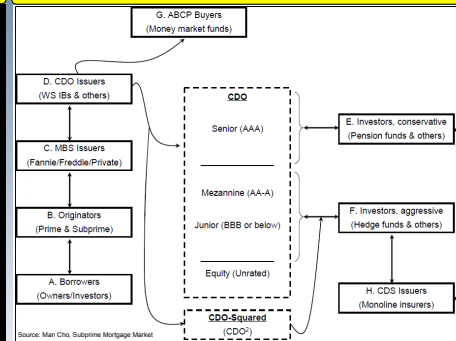 G. ABCP Buyers
(Money market funds)
D. CDO Issuers
(WS IBs & others)
CDO
Senior (AAA)
E. Investors, conservative
(Pension funds & others)
C. MBS Issuers
(Fannie/Freddie/Private)
Mezannine (AA-A)
B. Originators
(Prime & Subprime)
Junior (BBB or below)
F. Investors, aggressive
(Hedge funds & others)
A. Borrowers
(Owners/Investors)
Equity (Unrated)
H. CDS Issuers
(Monoline insurers)
CDO-Squared
(CDO²)
Source: Man Cho, Subprime Mortgage Market